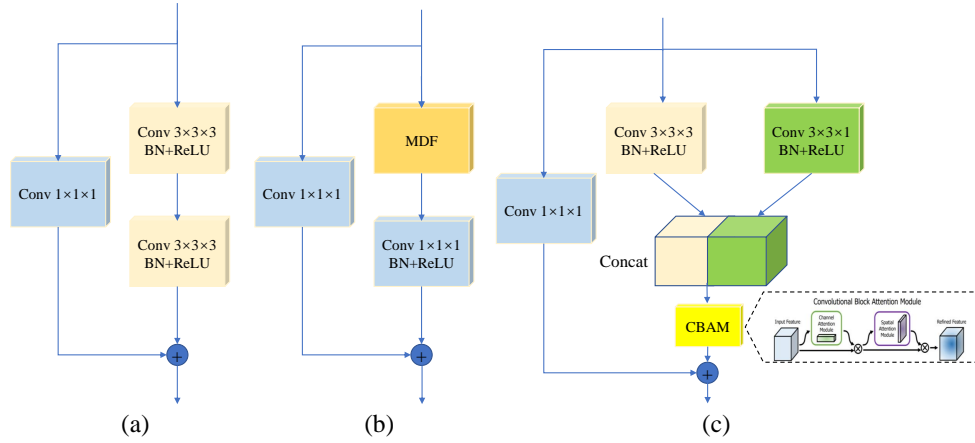 Conv 3×3×3
BN+ReLU
Conv 1×1×1
Conv 3×3×3
BN+ReLU
(a)
MDF
Conv 1×1×1
Conv 1×1×1
BN+ReLU
(b)
Conv 3×3×3
BN+ReLU
Conv 3×3×1
BN+ReLU
Conv 1×1×1
Concat
CBAM
Convolutional Block Attention Module
Input Feature
Channel
Attention
Module
Spatial
Attention
Module
Refined Feature
(c)